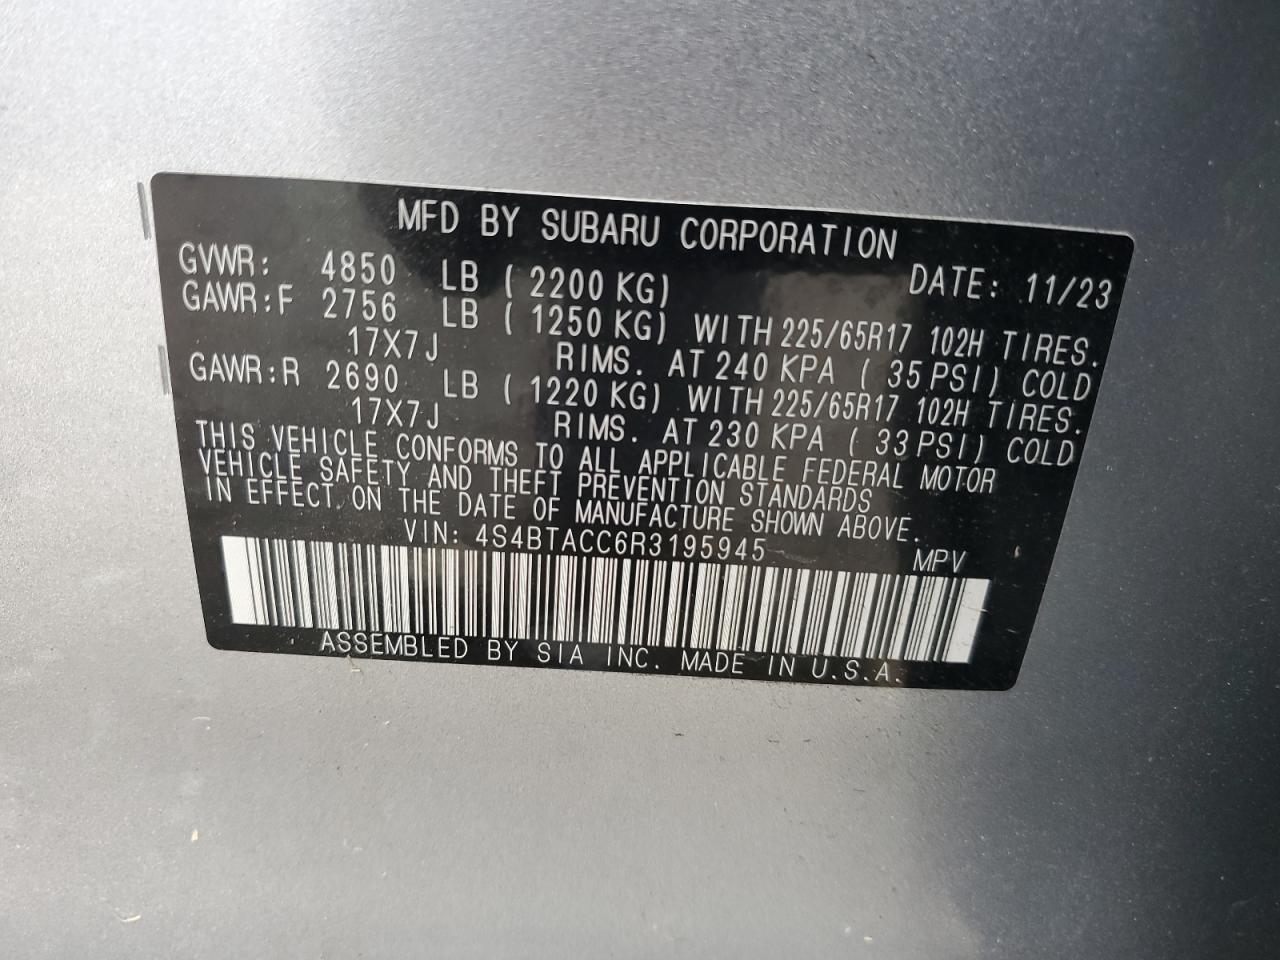 MFD BY SUBARU CORPORATION
GVWR: 4850 LB ( 2200 KG) DATE: 11/23
GAWR:F 2756 LB ( 1250 KG) WITH 225/65R17 102H TIRES.
17X7J RIMS. AT 240 KPA ( 35 PSI) COLD
GAWR:R 2690 LB ( 1220 KG) WITH 225/65R17 102H TIRES.
17X7J RIMS. AT 230 KPA ( 33 PSI) COLD
THIS VEHICLE CONFORMS TO ALL APPLICABLE FEDERAL MOTOR
VEHICLE SAFETY AND THEFT PREVENTION STANDARDS
IN EFFECT ON THE DATE OF MANUFACTURE SHOWN ABOVE.
VIN: 4S4BTACC6R3195945 MPV
ASSEMBLED BY SIA INC. MADE IN U.S.A.